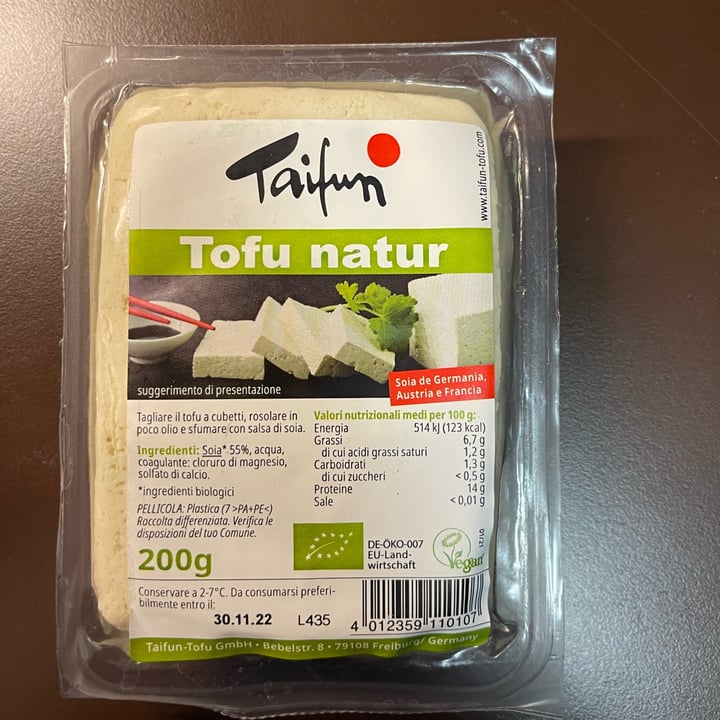 Taifun
www.taifun-tofu.com
Tofu natur
suggerimento di presentazione
Soia de Germania,
Austria e Francia
Tagliare il tofu a cubetti, rosolare in
poco olio e sfumare con salsa di soia.
Ingredienti: Soia* 55%, acqua,
coagulante: cloruro di magnesio,
solfato di calcio.
*ingredienti biologici
PELLICOLA: Plastica (7 >PA+PE<)
Raccolta differenziata. Verifica le
disposizioni del tuo Comune.
200g
Valori nutrizionali medi per 100 g:
Energia 514 kJ (123 kcal)
Grassi 6,7 g
di cui acidi grassi saturi 1,2 g
Carboidrati 1,3 g
di cui zuccheri < 0,5 g
Proteine 14 g
Sale < 0,01 g
DE-ÖKO-007
EU-Land-
wirtschaft
Vegan
01/21
Conservare a 2-7°C. Da consumarsi preferi-
bilmente entro il:
30.11.22 L435
4 012359 110107
Taifun-Tofu GmbH • Bebelstr. 8 • 79108 Freiburg/ Germany